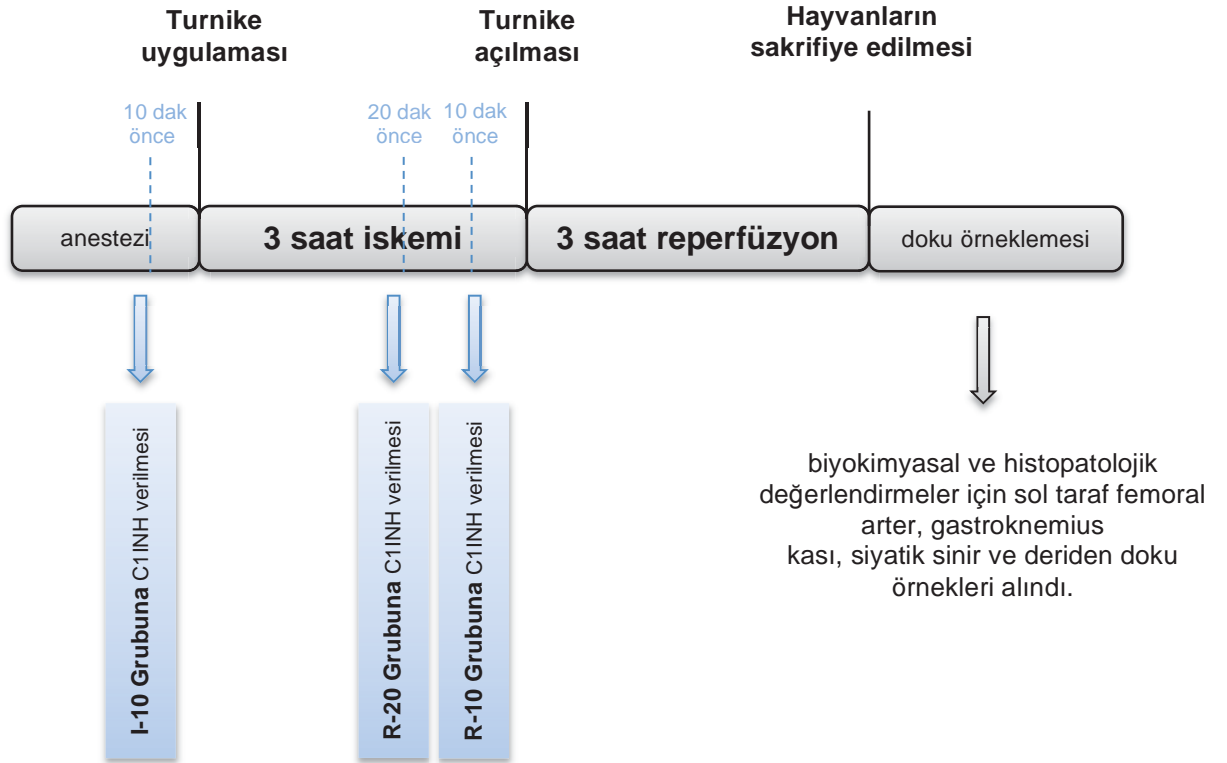 Turnike
uygulaması
Turnike
açılması
Hayvanların
sakrifiye edilmesi
10 dak
önce
20 dak
önce
10 dak
önce
anestezi
3 saat iskemi
3 saat reperfüzyon
doku örneklemesi
I-10 Grubuna C1INH verilmesi
R-20 Grubuna C1INH verilmesi
R-10 Grubuna C1INH verilmesi
biyokimyasal ve histopatolojik
değerlendirmeler için sol taraf femoral
arter, gastroknemius
kası, siyatik sinir ve deriden doku
örnekleri alındı.